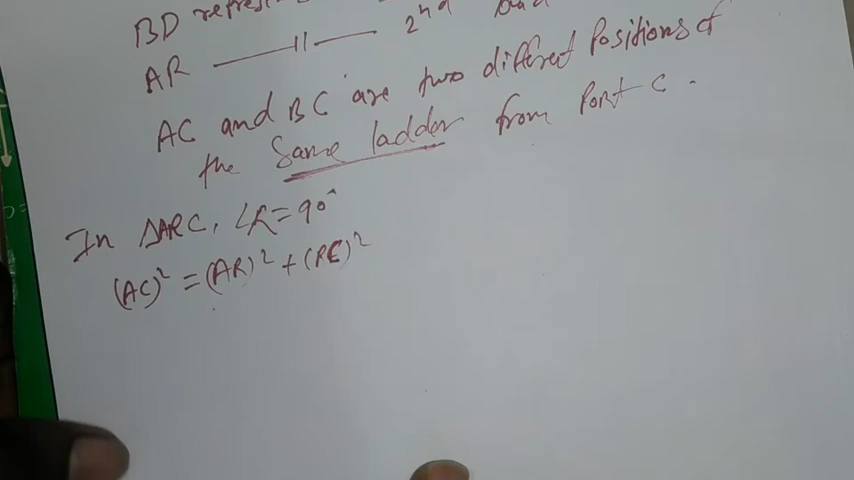 BD
AR —||— 2nd
AC and BC are two different Positions of
the Same ladder from Point C.
In ΔARC, ∠R=90°
(AC)² = (AR)² + (RC)²